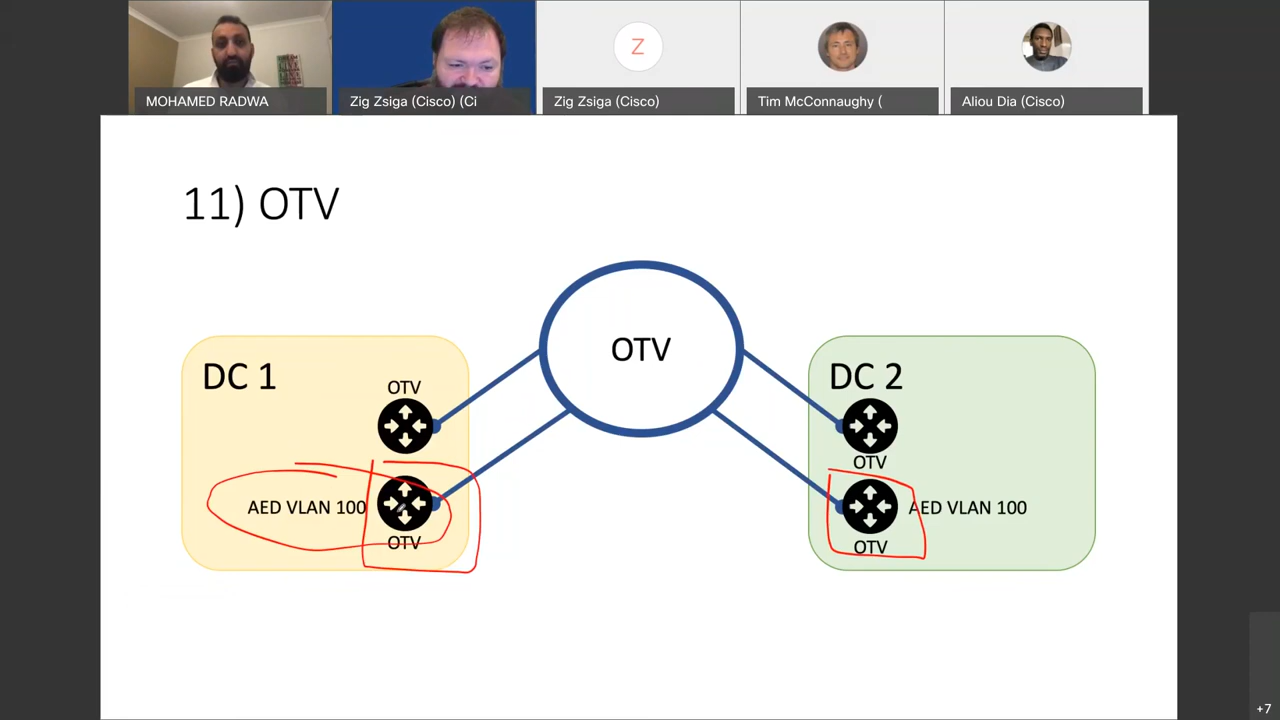 Z
MOHAMED RADWA
Zig Zsiga (Cisco) (Ci
Zig Zsiga (Cisco)
Tim McConnaughy (
Aliou Dia (Cisco)
11) OTV
OTV
DC 1
OTV
AED VLAN 100
OTV
DC 2
OTV
AED VLAN 100
OTV
+7